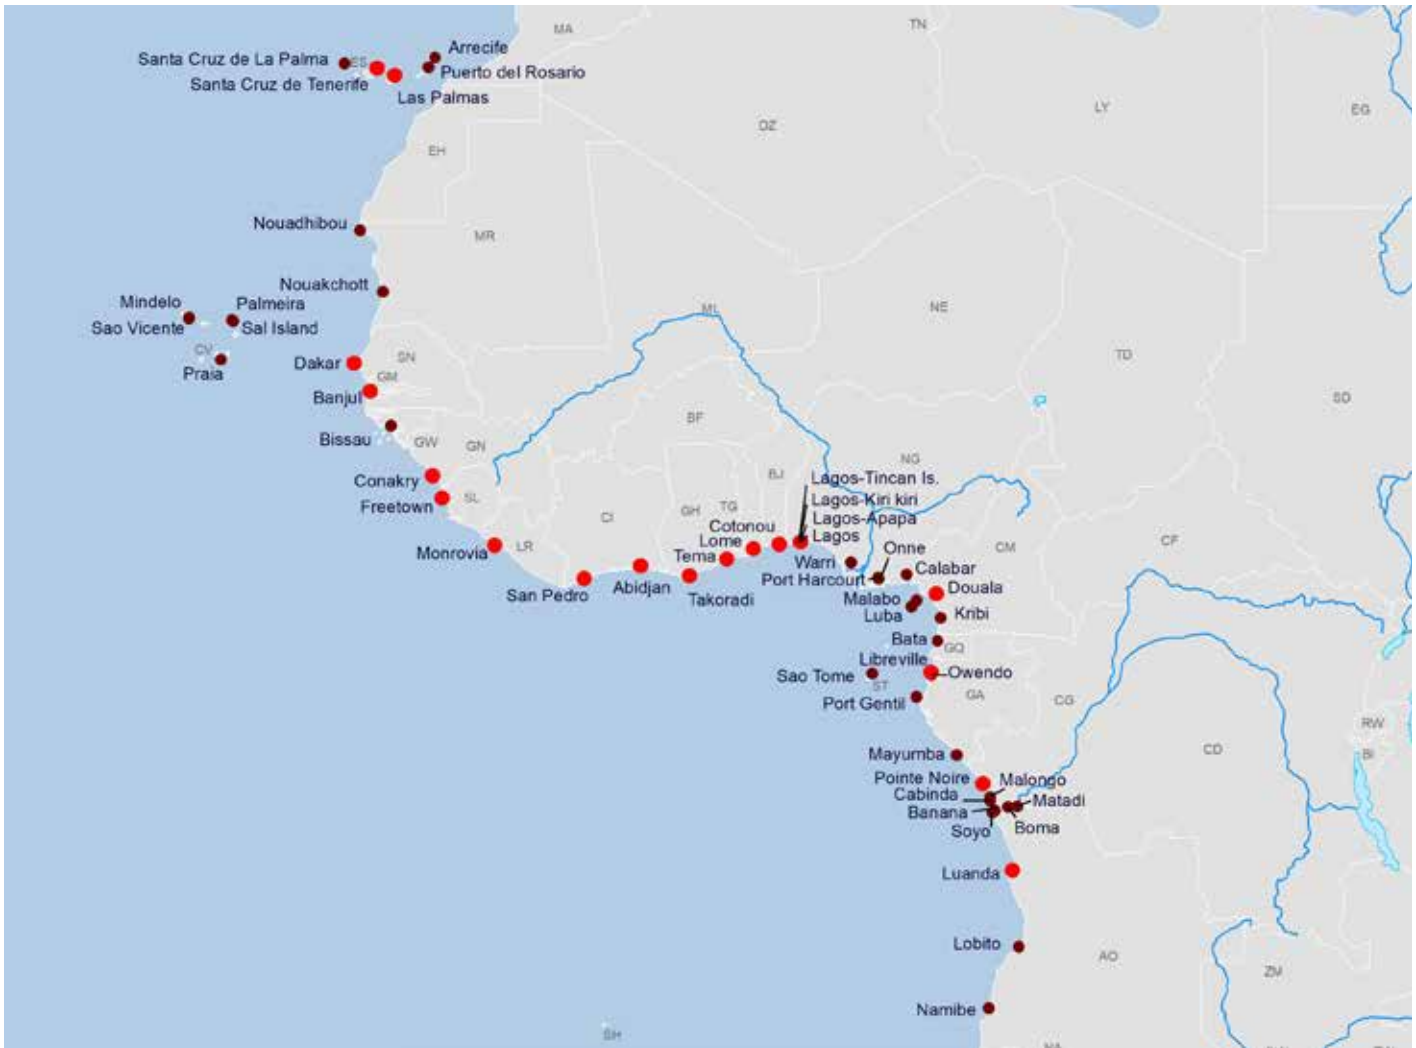 MA
TN
Santa Cruz de La Palma
ES
Arrecife
Puerto del Rosario
Santa Cruz de Tenerife
Las Palmas
DZ
LY
EG
EH
Nouadhibou
MR
Nouakchott
Mindelo
Palmeira
Sao Vicente
Sal Island
ML
NE
CV
Praia
Dakar
SN
GM
TD
Banjul
SD
BF
Bissau
GW
GN
NG
BJ
Conakry
Lagos-Tincan Is.
SL
Freetown
Lagos-Kiri kiri
CI
GH
TG
Lagos-Apapa
Cotonou
Lagos
Monrovia
LR
Lome
Onne
CM
CF
Tema
Warri
Port Harcourt
Calabar
San Pedro
Abidjan
Takoradi
Malabo
Douala
Luba
Kribi
Bata
GQ
Libreville
Sao Tome
ST
Owendo
Port Gentil
GA
CG
RW
CD
BI
Mayumba
Pointe Noire
Malongo
Cabinda
Matadi
Banana
Soyo
Boma
Luanda
Lobito
AO
ZM
Namibe
SH